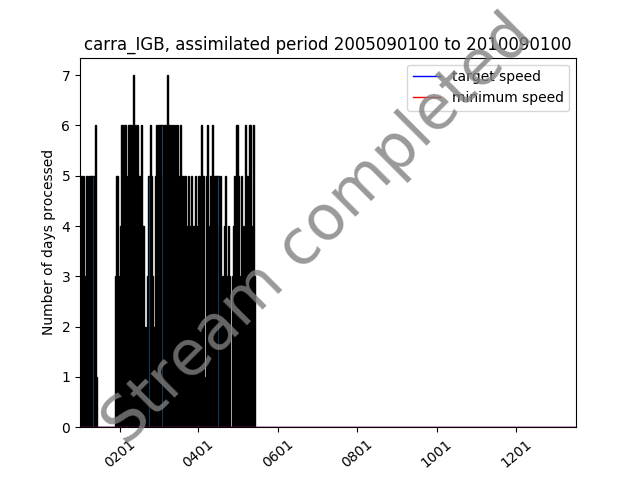 carra_IGB, assimilated period 2005090100 to 2010090100
target speed
minimum speed
Number of days processed
7
6
5
4
3
2
1
0
0201
0401
0601
0801
1001
1201
Stream completed